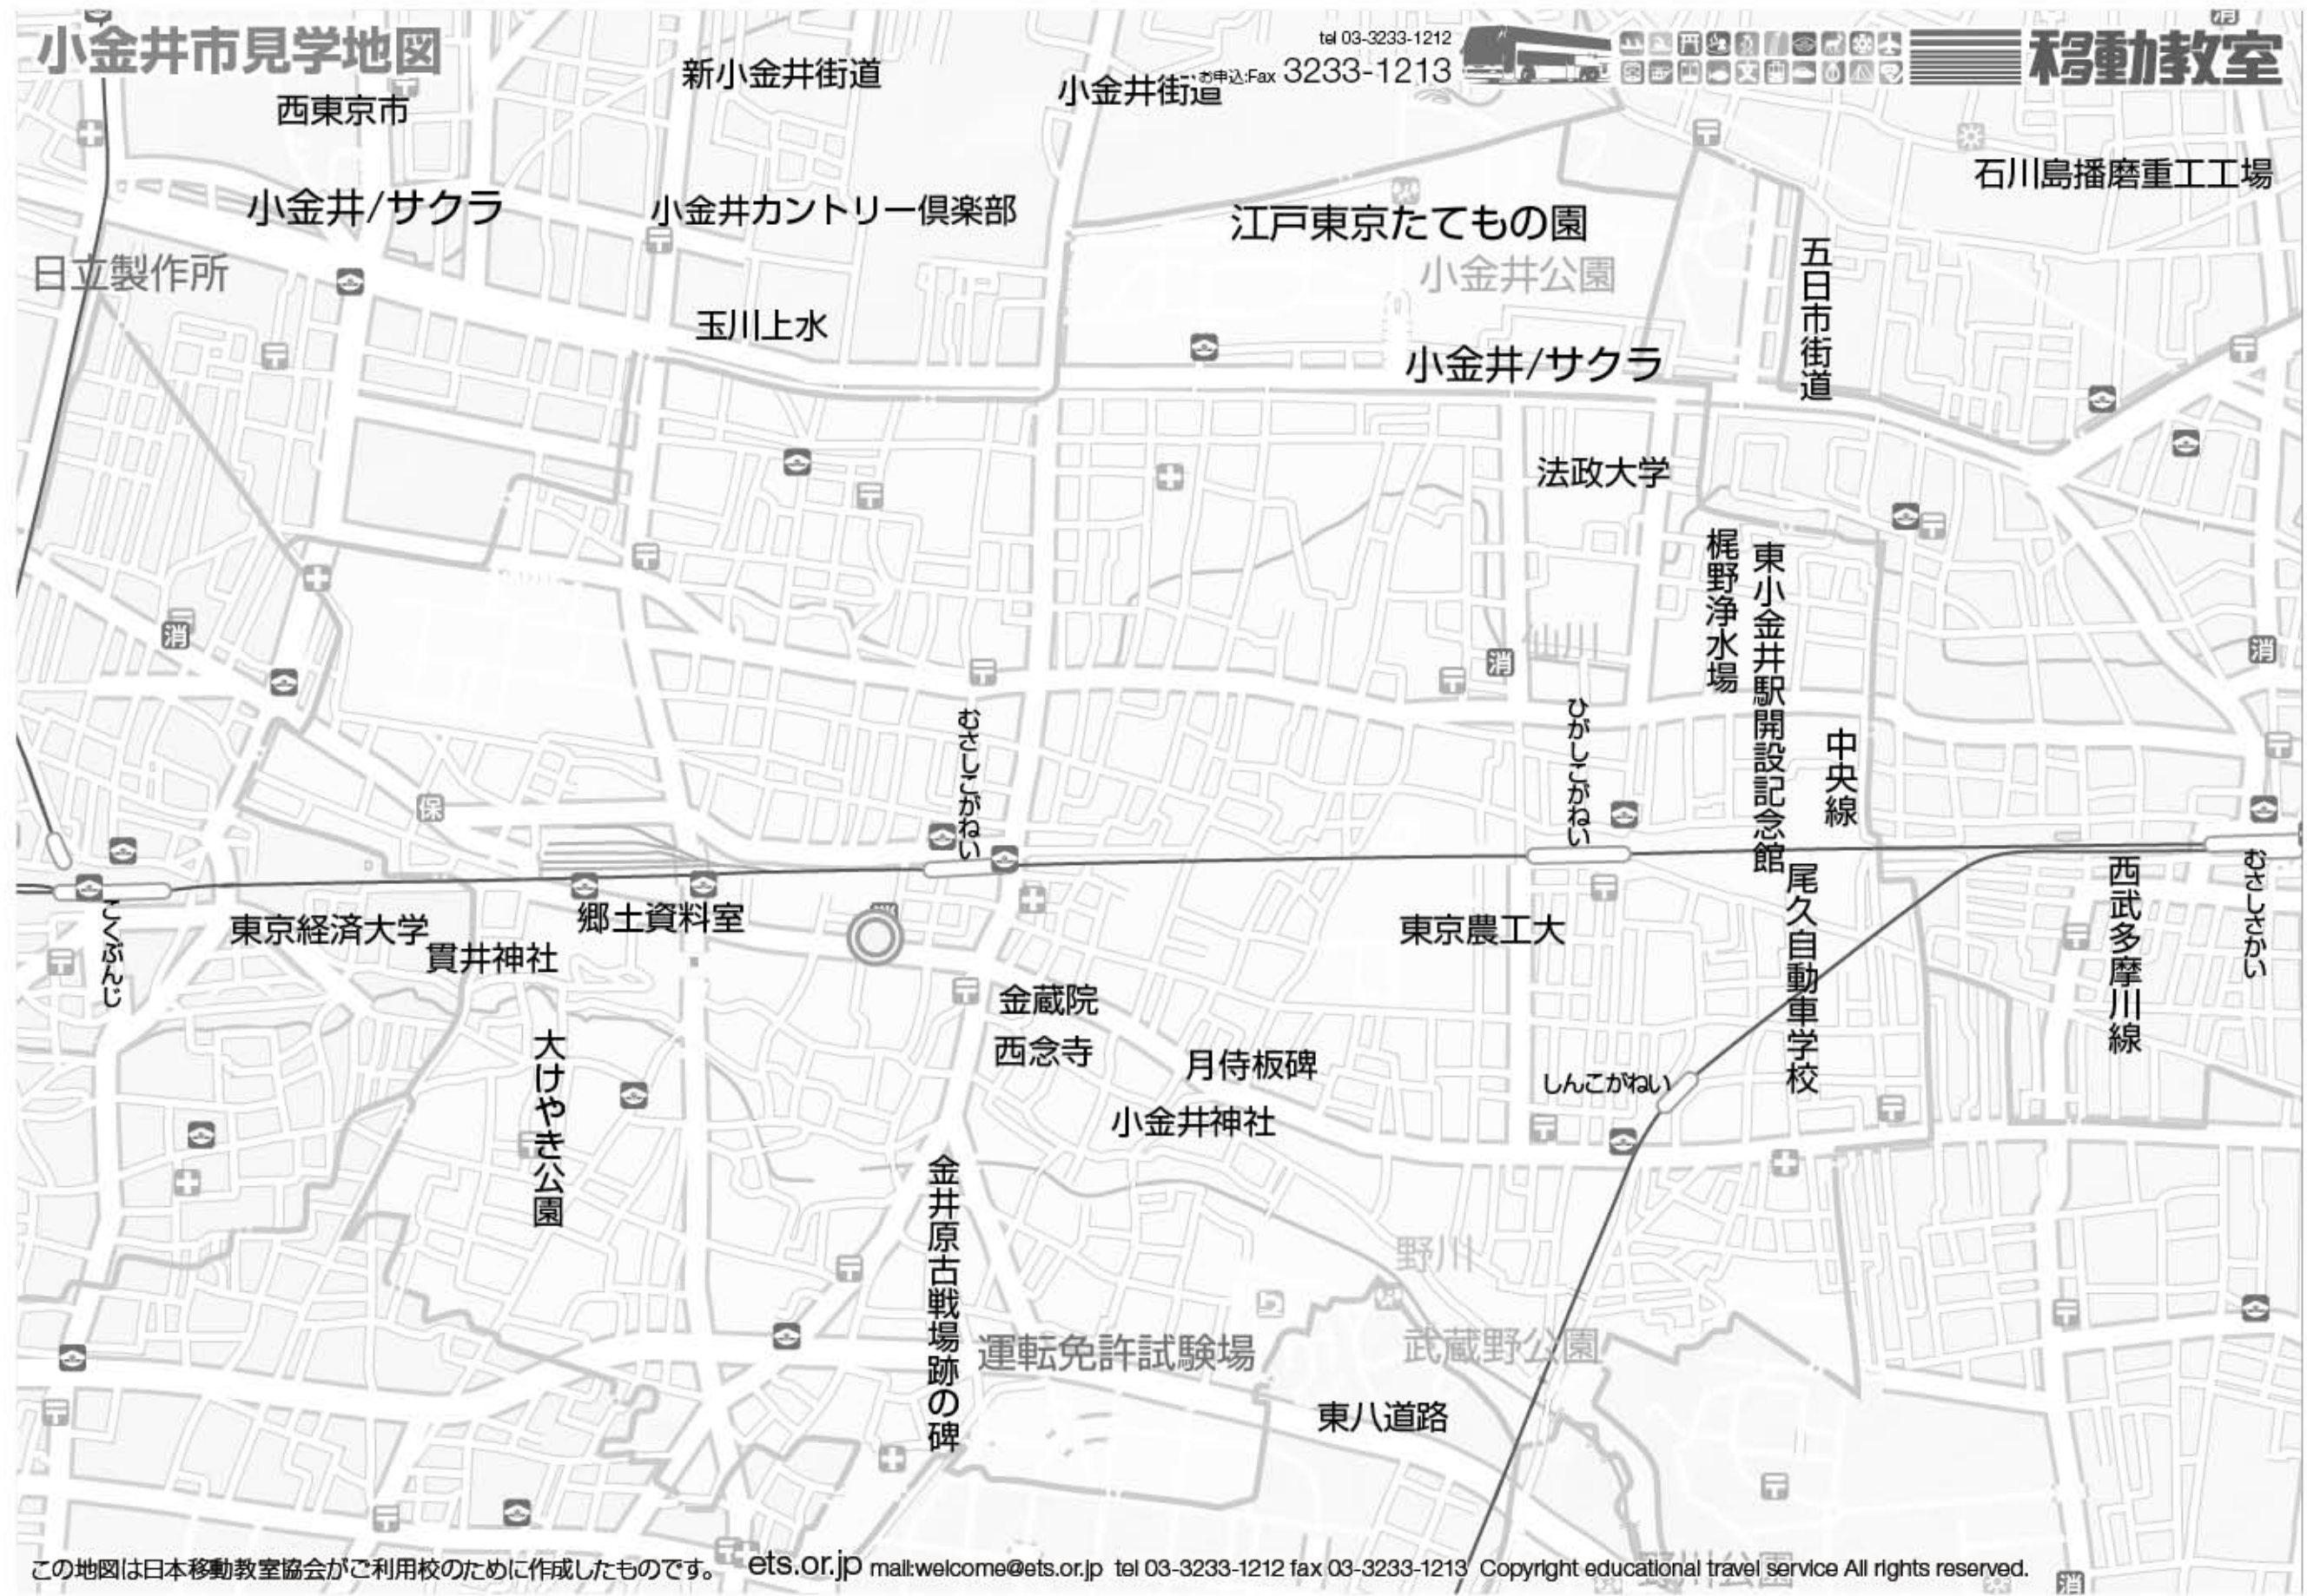 小金井市見学地図
tel 03-3233-1212
お申込:Fax 3233-1213
移動教室
西東京市
新小金井街道
小金井街道
石川島播磨重工工場
小金井/サクラ
小金井カントリー倶楽部
江戸東京たてもの園
小金井公園
日立製作所
五日市街道
玉川上水
小金井/サクラ
法政大学
梶野浄水場
東小金井駅開設記念館
仙川
消
消
消
むさしこがねい
ひがしこがねい
中央線
保
こくぶんじ
東京経済大学
貫井神社
郷土資料室
東京農工大
尾久自動車学校
西武多摩川線
むさしさかい
金蔵院
西念寺
月侍板碑
大けやき公園
しんこがねい
小金井神社
金井原古戦場跡の碑
野川
運転免許試験場
武蔵野公園
東八道路
野川公園
消
この地図は日本移動教室協会がご利用校のために作成したものです。 ets.or.jp mail:welcome@ets.or.jp tel 03-3233-1212 fax 03-3233-1213 Copyright educational travel service All rights reserved.